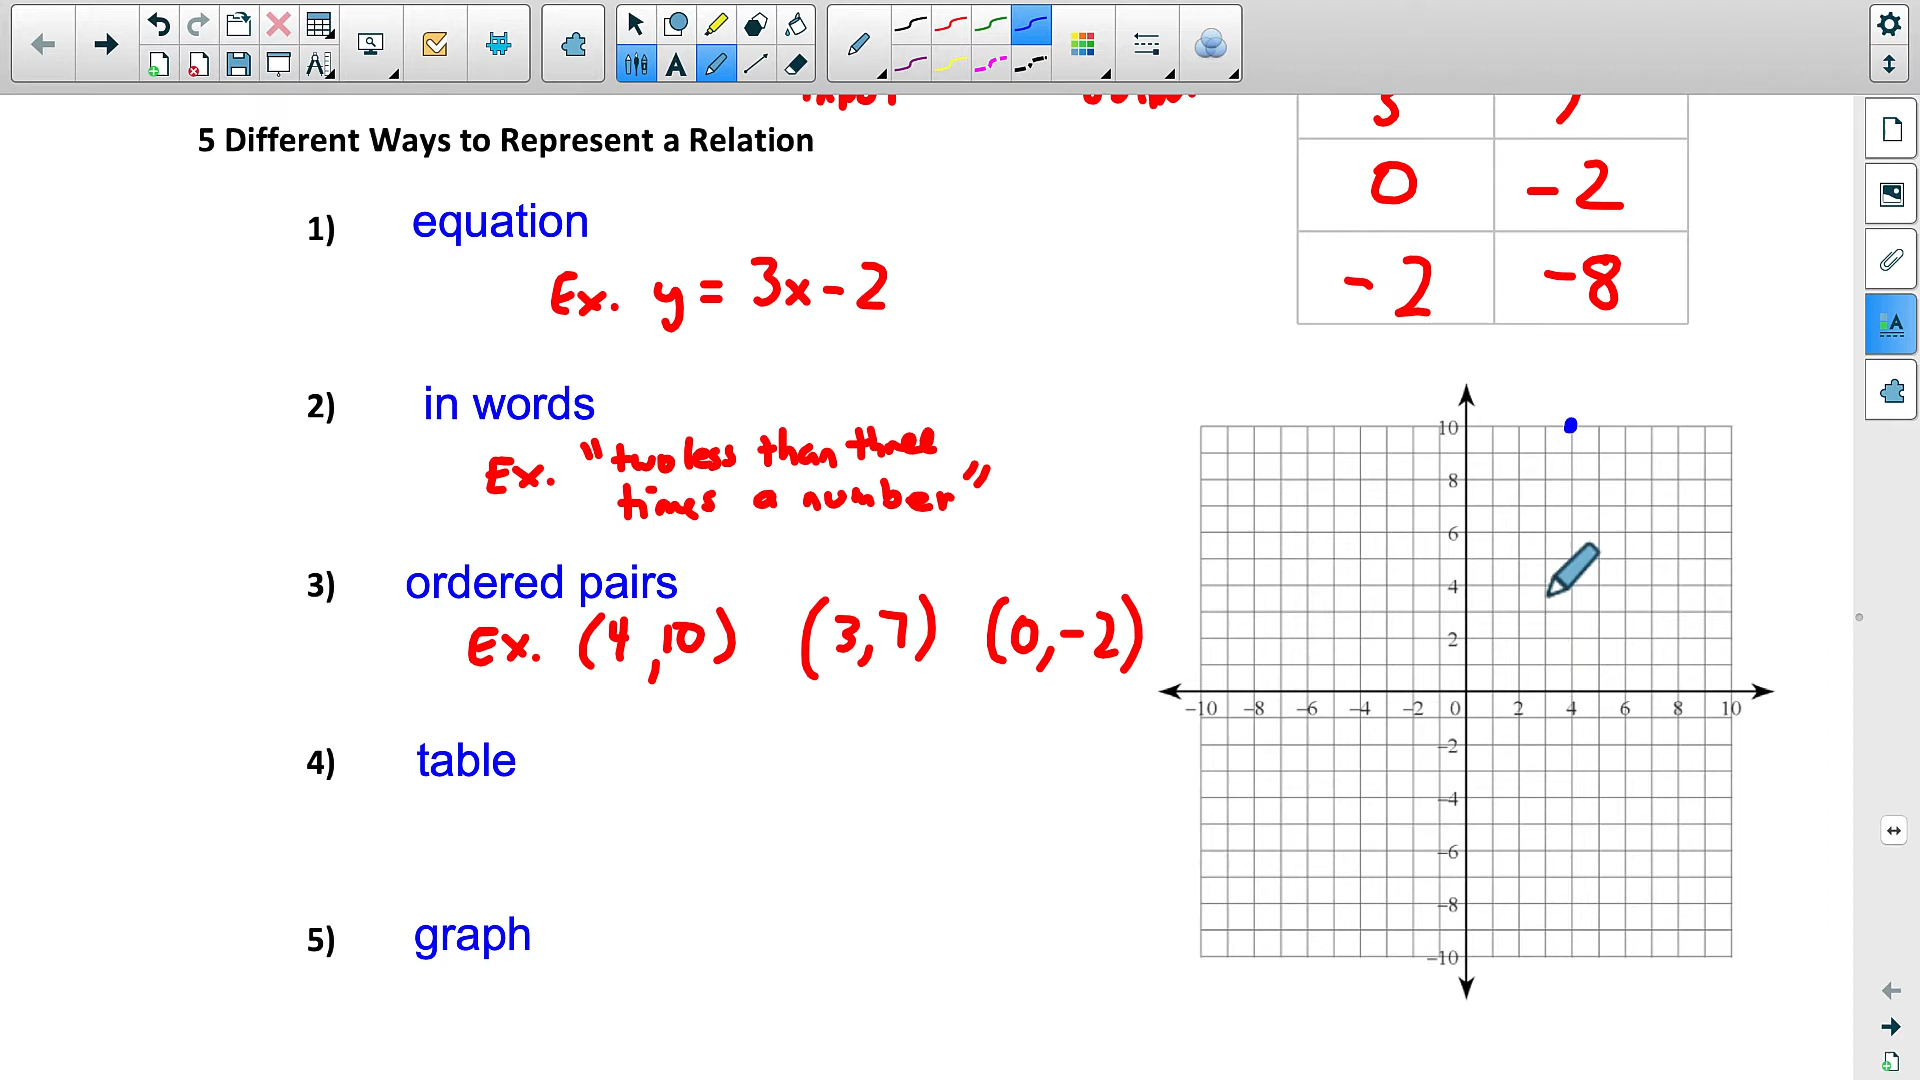 5 Different Ways to Represent a Relation
0 -2
-2 -8
1) equation
Ex. y = 3x - 2
2) in words
Ex. "two less than three
times a number"
3) ordered pairs
Ex. (4,10) (3,7) (0,-2)
4) table
5) graph
10
8
6
4
2
-10 -8 -6 -4 -2 0 2 4 6 8 10
-2
-4
-6
-8
-10